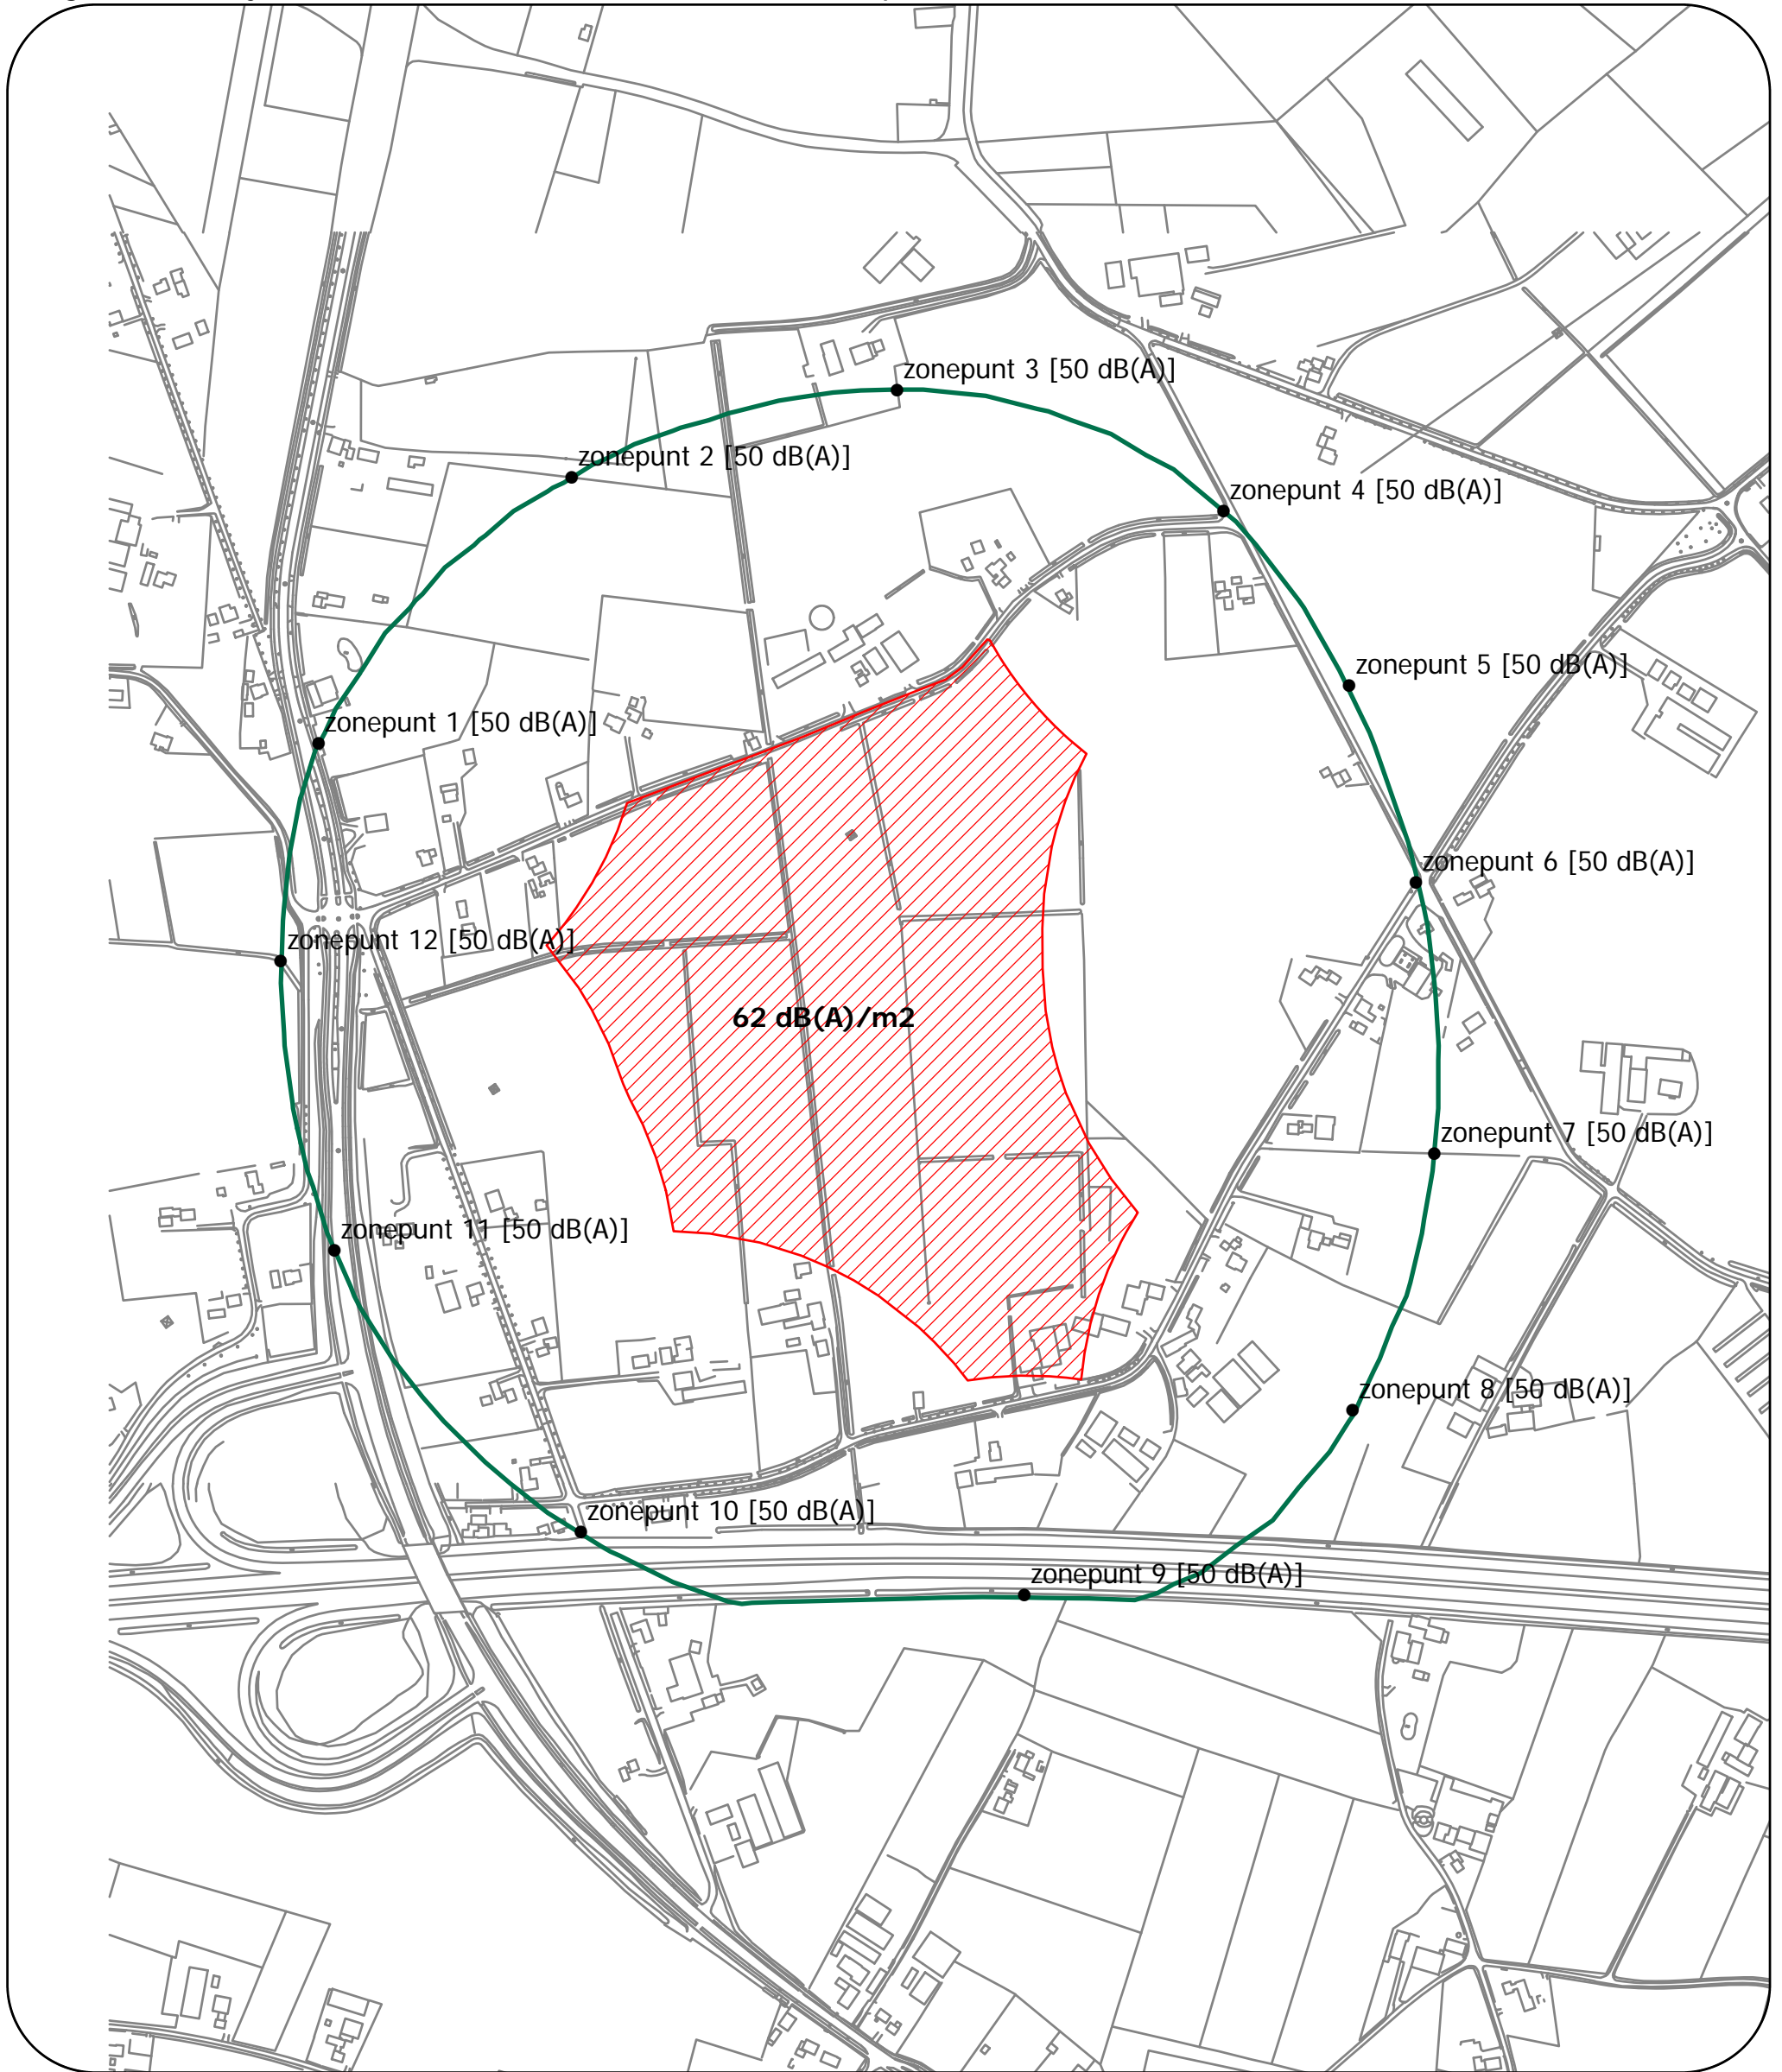 zonepunt 3 [50 dB(A)]
zonepunt 2 [50 dB(A)]
zonepunt 4 [50 dB(A)]
zonepunt 5 [50 dB(A)]
zonepunt 1 [50 dB(A)]
zonepunt 6 [50 dB(A)]
zonepunt 12 [50 dB(A)]
62 dB(A)/m2
zonepunt 7 [50 dB(A)]
zonepunt 11 [50 dB(A)]
zonepunt 8 [50 dB(A)]
zonepunt 10 [50 dB(A)]
zonepunt 9 [50 dB(A)]